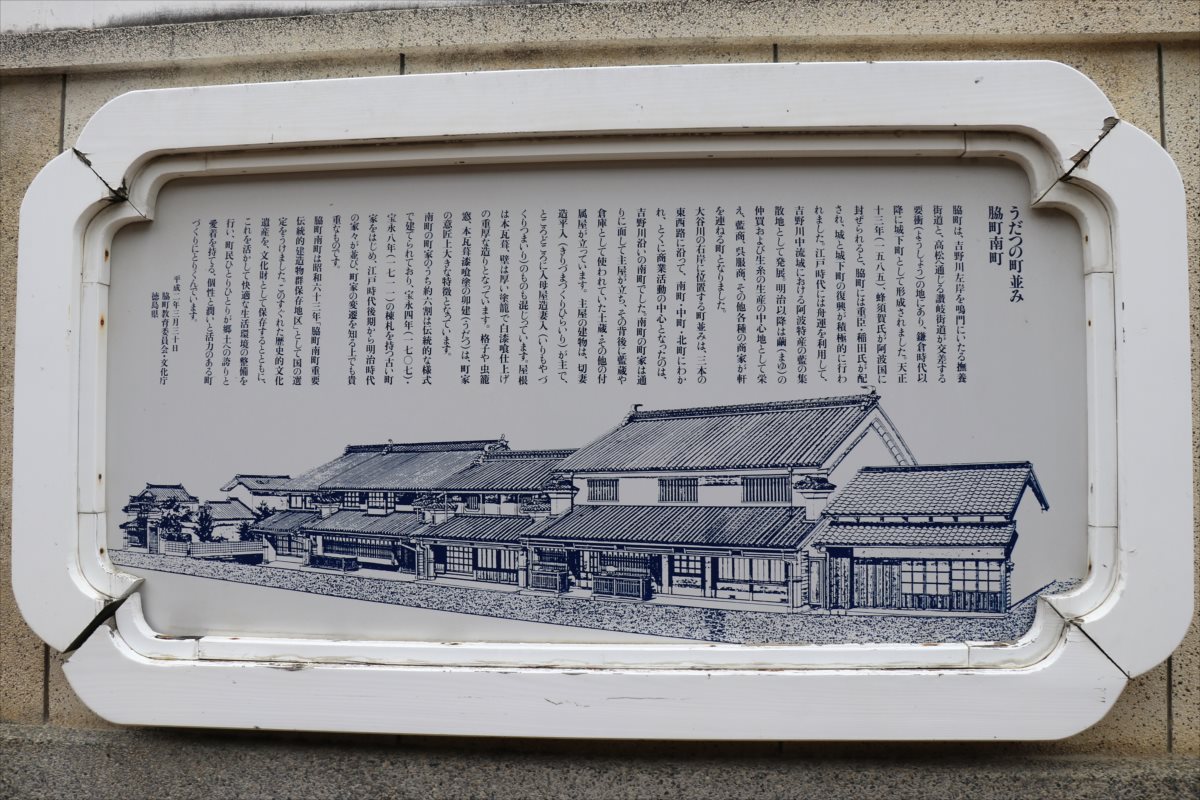 うだつの町並み
脇町南町
脇町は、吉野川左岸を鳴門にいたる撫養
街道と、高松へ通じる讃岐街道が交差する
要衝(ようしょう)の地にあり、鎌倉時代以
降に城下町として形成されました。天正
十三年(一五八五)、蜂須賀氏が阿波国に
封ぜられると、脇町には重臣・稲田氏が配
され、城と城下町の復興が積極的に行わ
れました。江戸時代には舟運を利用して、
吉野川中流域における阿波特産の藍の集
散地として発展、明治以降は繭(まゆ)の
仲買および生糸の生産の中心地として栄
え、藍商、呉服商、その他各種の商家が軒
を連ねる町となりました。
大谷川の右岸に位置する町並みは、三本の
東西路に沿って、南町・中町・北町にわか
れ、とくに商業活動の中心となったのは、
吉野川沿いの南町でした。南町の町家は通
りに面して主屋が立ち、その背後に藍蔵や
倉庫として使われていた土蔵・その他の付
属屋が立っています。主屋の建物は、切妻
造平入(きりづまづくりひらいり)が主で、
ところどころに入母屋造妻入(いりもやづ
くりつまいり)のものも混じっています。屋根
は本瓦葺、壁は厚い塗籠で白漆喰仕上げ
の重厚な造りとなっています。格子や虫籠
窓、本瓦葺漆喰塗の卯建(うだつ)は、町家
の意匠上大きな特徴となっています。
南町の町家のうち約六割は伝統的な様式
で建てられており、宝永四年(一七〇七)・
宝永八年(一七一一)の棟札を持つ古い町
家をはじめ、江戸時代後期から明治時代
の家々が並び、町家の変遷を知る上でも貴
重なものです。
脇町南町は昭和六十三年、「脇町南町重要
伝統的建造物群保存地区」として国の選
定をうけました。このすぐれた歴史的文化
遺産を、文化財として保存するとともに、
これを活かして快適な生活環境の整備を
行い、町民ひとりひとりが郷土への誇りと
愛着を持てる、個性と潤いと活力のある町
づくりにとりくんでいます。
平成二年三月三十日
脇町教育委員会・文化庁
徳島県